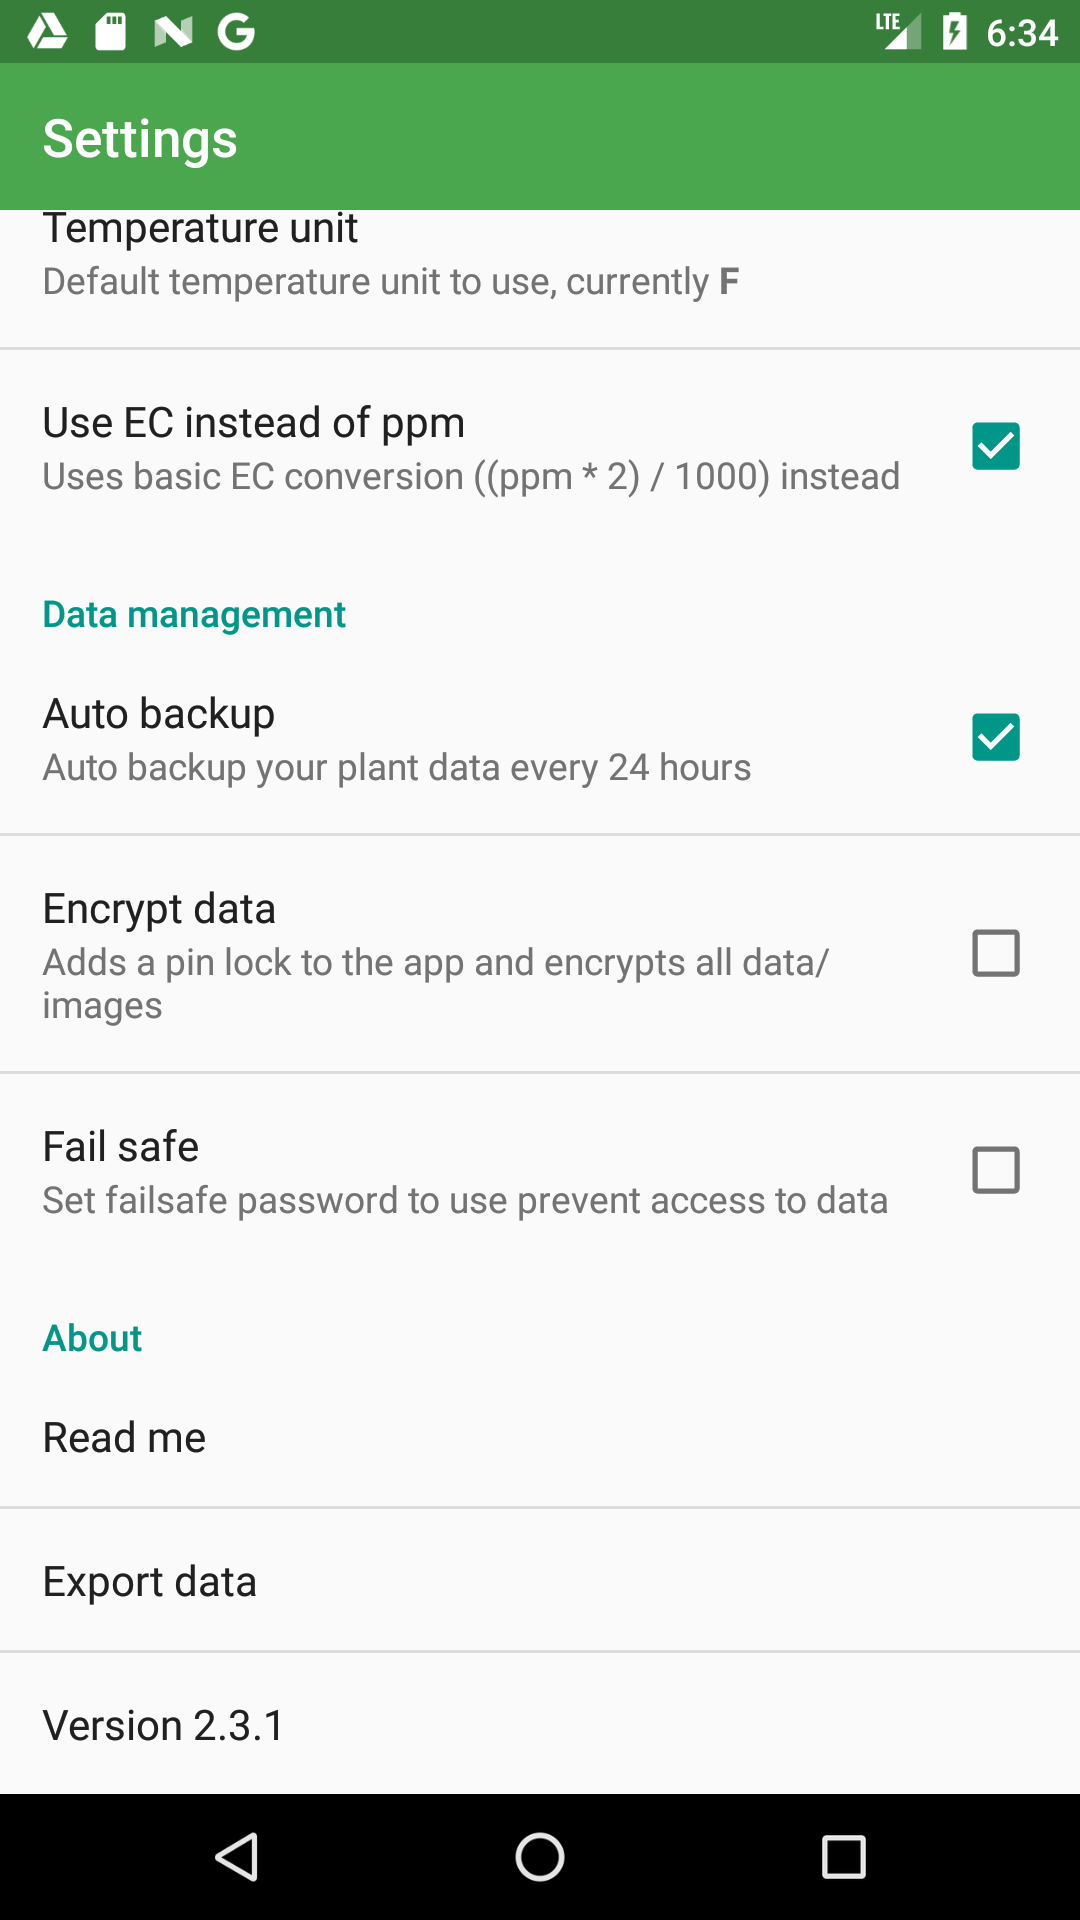 LTE 6:34
Settings
Temperature unit
Default temperature unit to use, currently F
Use EC instead of ppm
Uses basic EC conversion ((ppm * 2) / 1000) instead
Data management
Auto backup
Auto backup your plant data every 24 hours
Encrypt data
Adds a pin lock to the app and encrypts all data/
images
Fail safe
Set failsafe password to use prevent access to data
About
Read me
Export data
Version 2.3.1